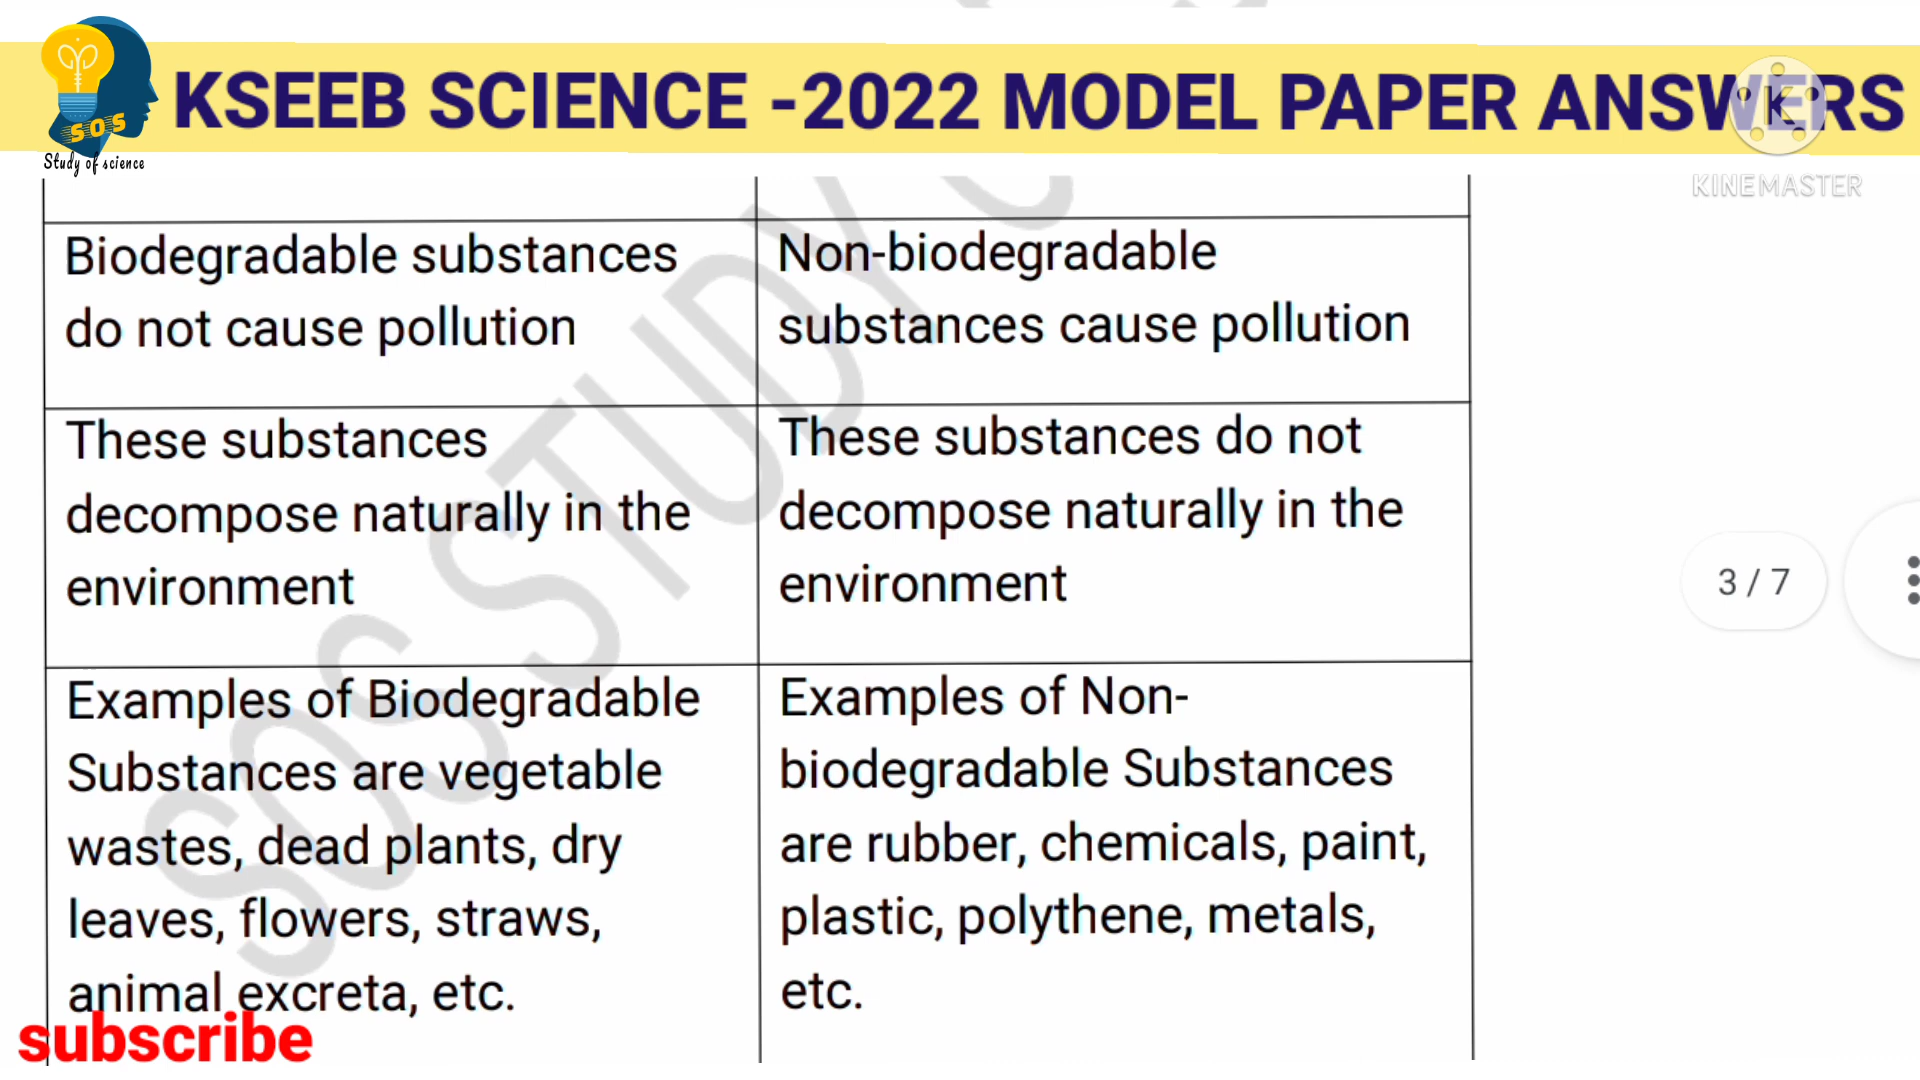 KSEEB SCIENCE -2022 MODEL PAPER ANSWERS
SOS
Study of science
K
KINEMASTER
Biodegradable substances
do not cause pollution
Non-biodegradable
substances cause pollution
These substances
decompose naturally in the
environment
These substances do not
decompose naturally in the
environment
3 / 7
Examples of Biodegradable
Substances are vegetable
wastes, dead plants, dry
leaves, flowers, straws,
animal excreta, etc.
Examples of Non-
biodegradable Substances
are rubber, chemicals, paint,
plastic, polythene, metals,
etc.
SOS STUDY
subscribe